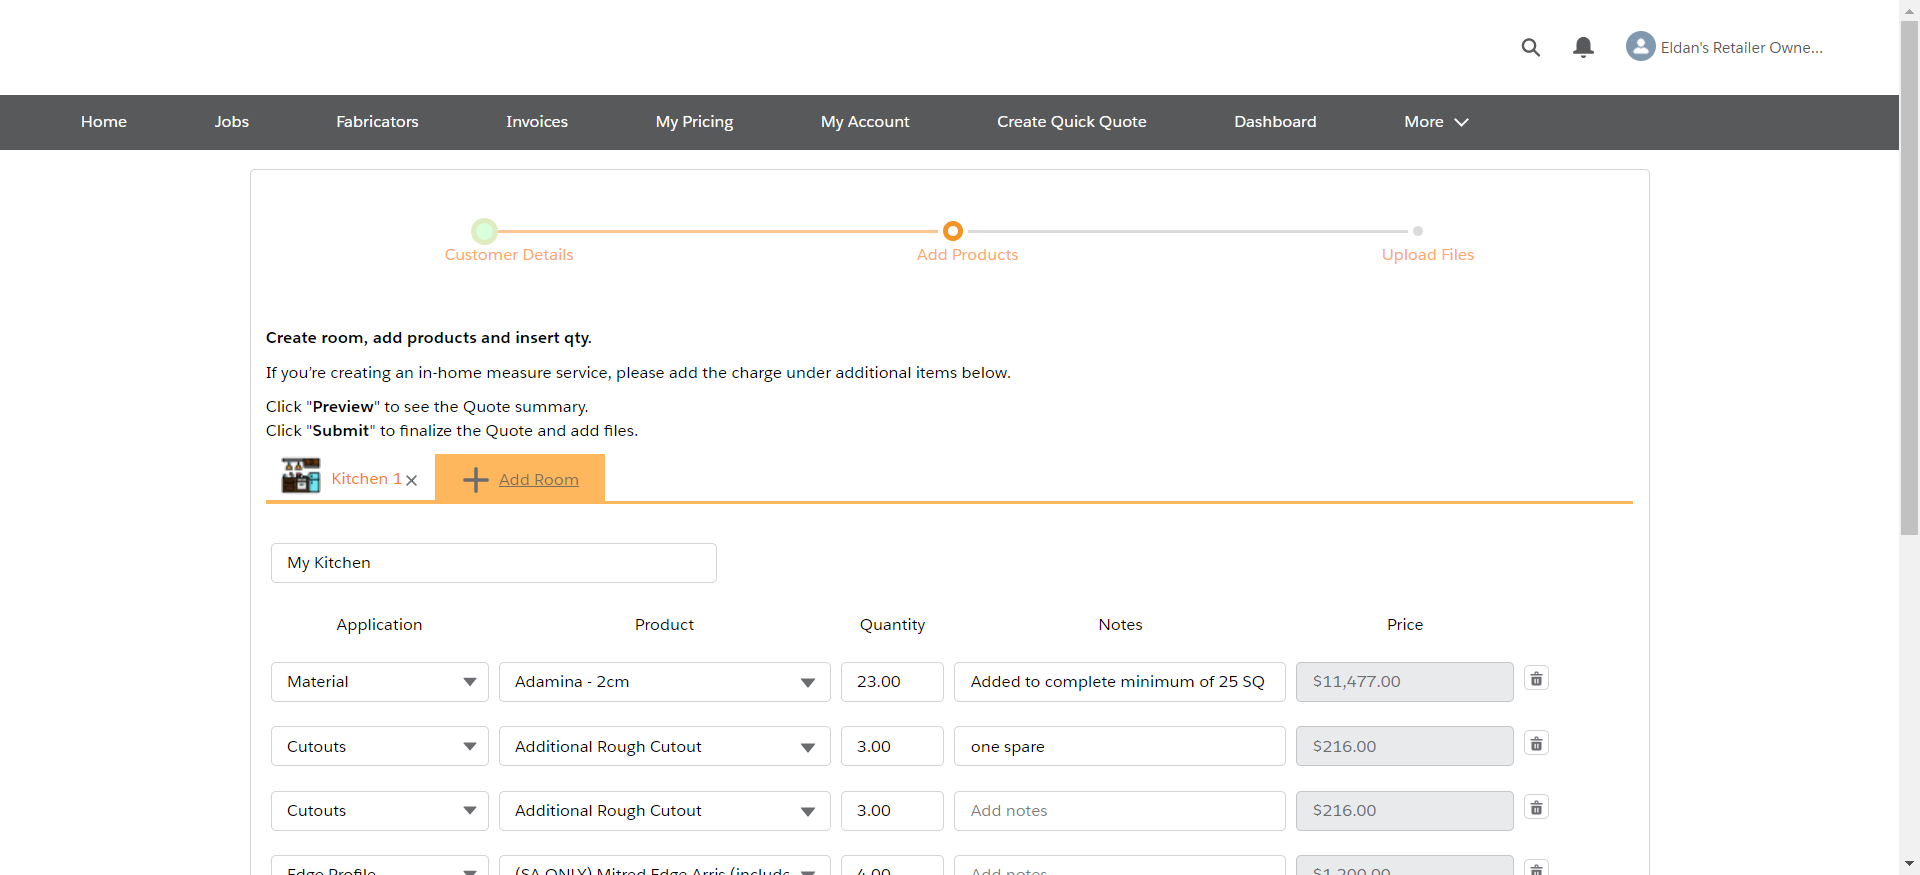 Eldan's Retailer Owne...
Home Jobs Fabricators Invoices My Pricing My Account Create Quick Quote Dashboard More
Customer Details Add Products Upload Files
Create room, add products and insert qty.
If you’re creating an in-home measure service, please add the charge under additional items below.
Click "Preview" to see the Quote summary.
Click "Submit" to finalize the Quote and add files.
Kitchen 1 Add Room
My Kitchen
Application Product Quantity Notes Price
Material Adamina - 2cm 23.00 Added to complete minimum of 25 SQ $11,477.00
Cutouts Additional Rough Cutout 3.00 one spare $216.00
Cutouts Additional Rough Cutout 3.00 Add notes $216.00
Edge Profile (SA ONLY) Mitred Edge Arris (include 4.00 Add notes $1,200.00